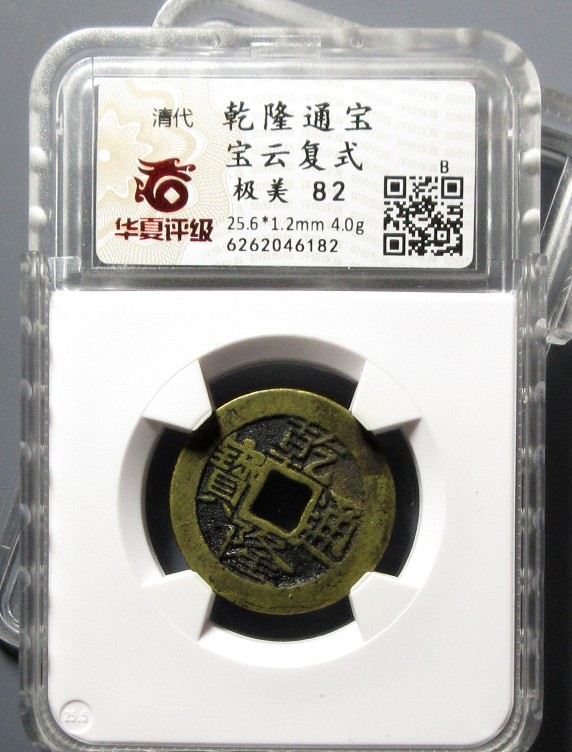 清代
乾隆通宝
宝云复式
极美 82
华夏评级
25.6*1.2mm 4.0g
6262046182
B
乾隆通寶
25.5